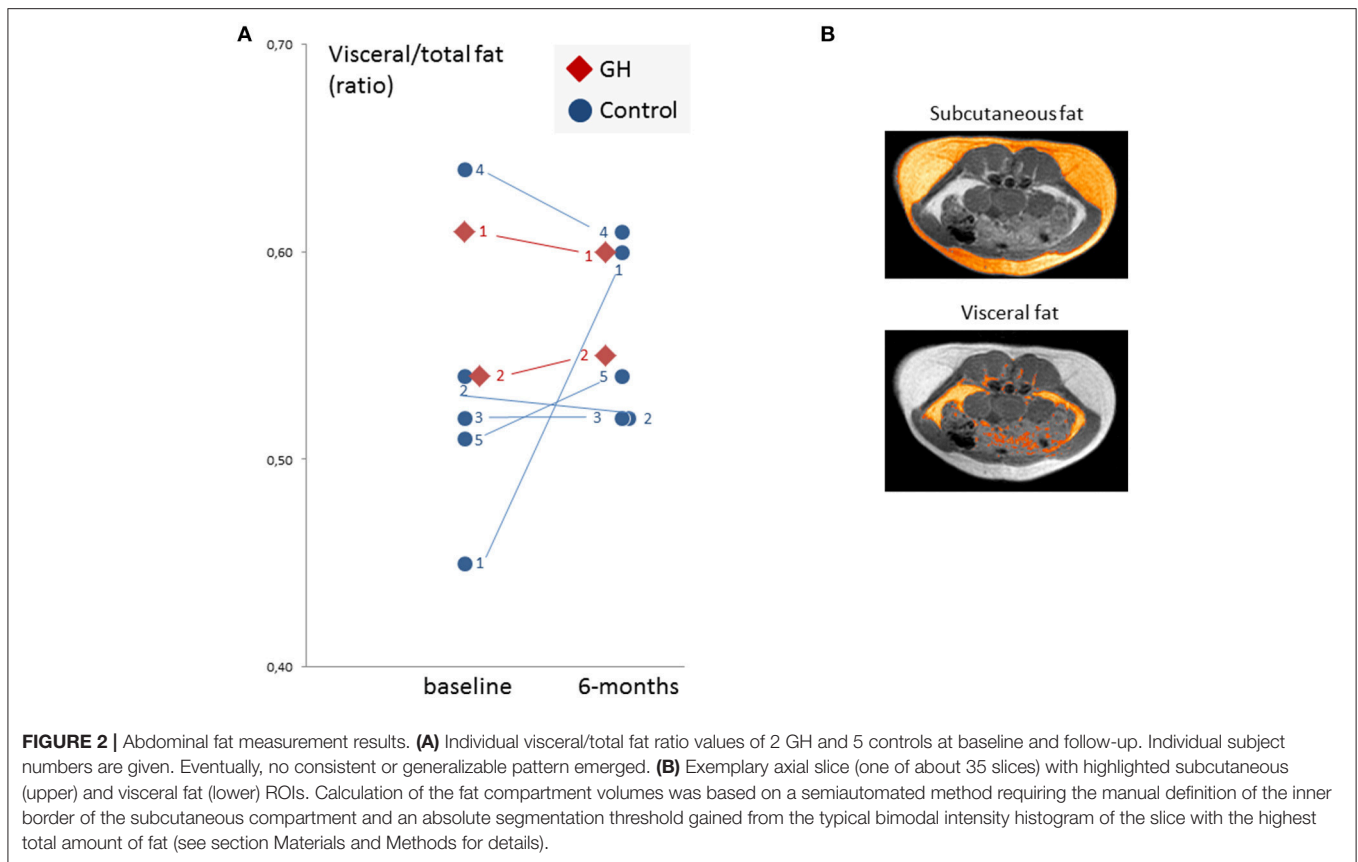 A
B
0,70
Visceral/total fat
(ratio)
GH
Control
Subcutaneous fat
4
1
4
0,60
1
1
Visceral fat
2
2
2
5
3
3
2
5
0,50
1
0,40
baseline
6-months
FIGURE 2 | Abdominal fat measurement results. (A) Individual visceral/total fat ratio values of 2 GH and 5 controls at baseline and follow-up. Individual subject
numbers are given. Eventually, no consistent or generalizable pattern emerged. (B) Exemplary axial slice (one of about 35 slices) with highlighted subcutaneous
(upper) and visceral fat (lower) ROIs. Calculation of the fat compartment volumes was based on a semiautomated method requiring the manual definition of the inner
border of the subcutaneous compartment and an absolute segmentation threshold gained from the typical bimodal intensity histogram of the slice with the highest
total amount of fat (see section Materials and Methods for details).